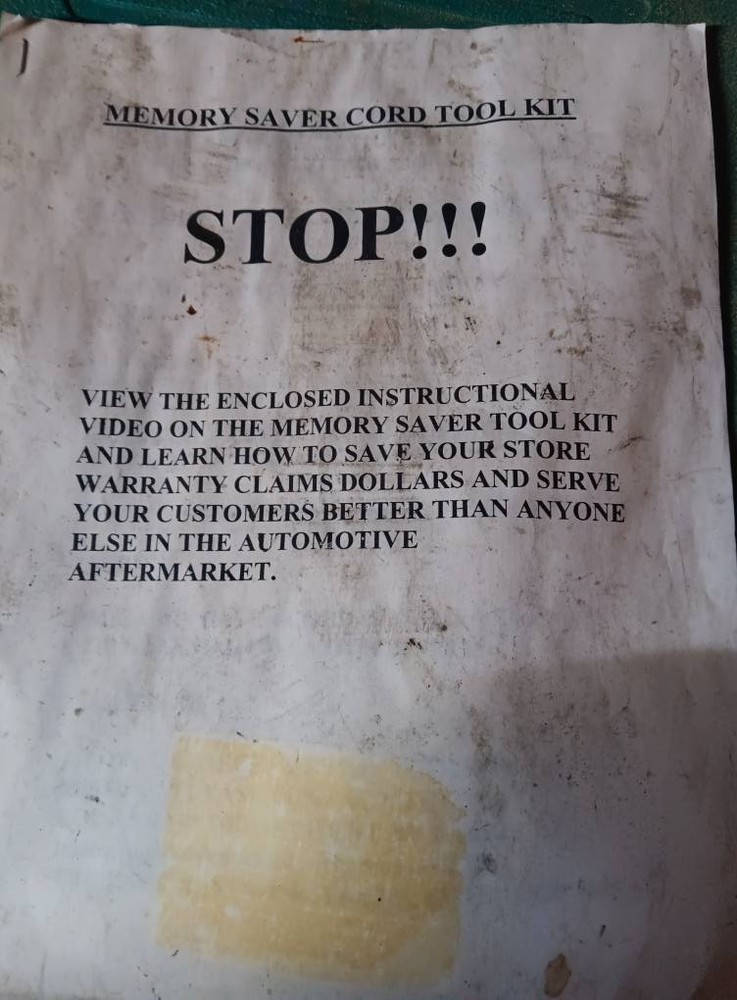 MEMORY SAVER CORD TOOL KIT
STOP!!!
VIEW THE ENCLOSED INSTRUCTIONAL
VIDEO ON THE MEMORY SAVER TOOL KIT
AND LEARN HOW TO SAVE YOUR STORE
WARRANTY CLAIMS DOLLARS AND SERVE
YOUR CUSTOMERS BETTER THAN ANYONE
ELSE IN THE AUTOMOTIVE
AFTERMARKET.